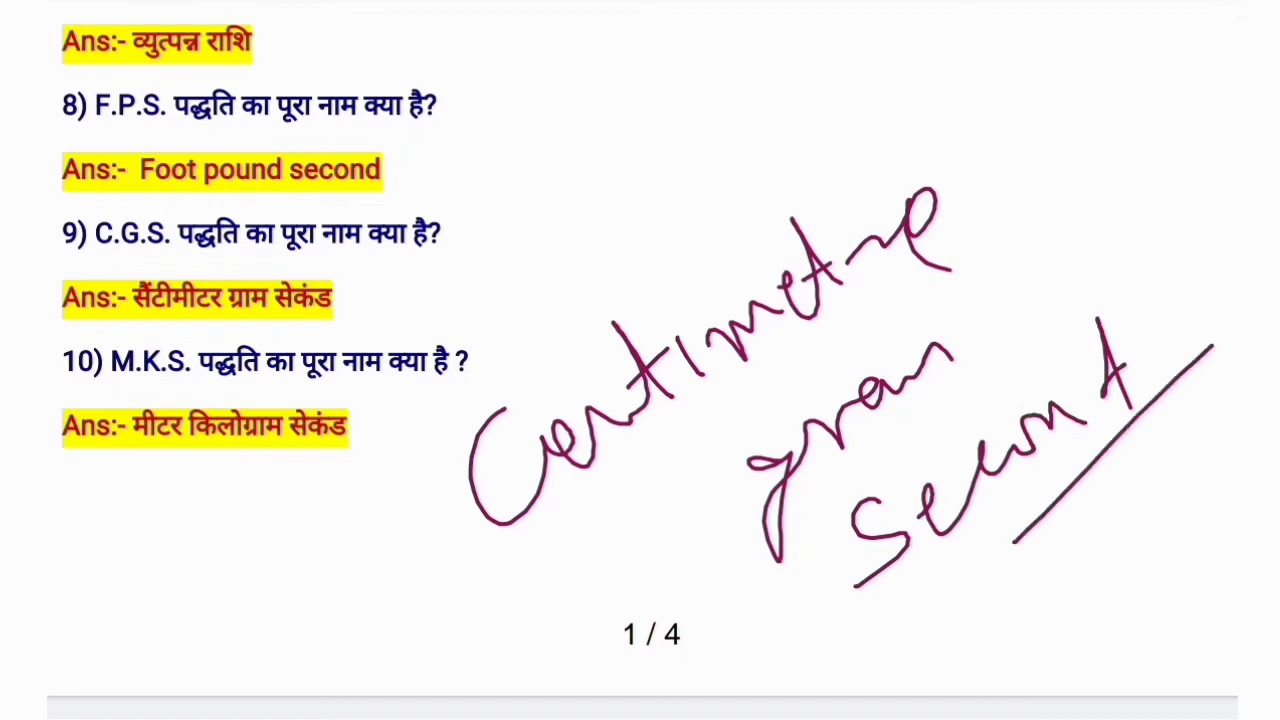 Ans:- व्युत्पन्न राशि
8) F.P.S. पद्धति का पूरा नाम क्या है?
Ans:- Foot pound second
9) C.G.S. पद्धति का पूरा नाम क्या है?
Ans:- सैंटीमीटर ग्राम सेकंड
10) M.K.S. पद्धति का पूरा नाम क्या है ?
Ans:- मीटर किलोग्राम सेकंड
Centimetre
gram
Second
1 / 4